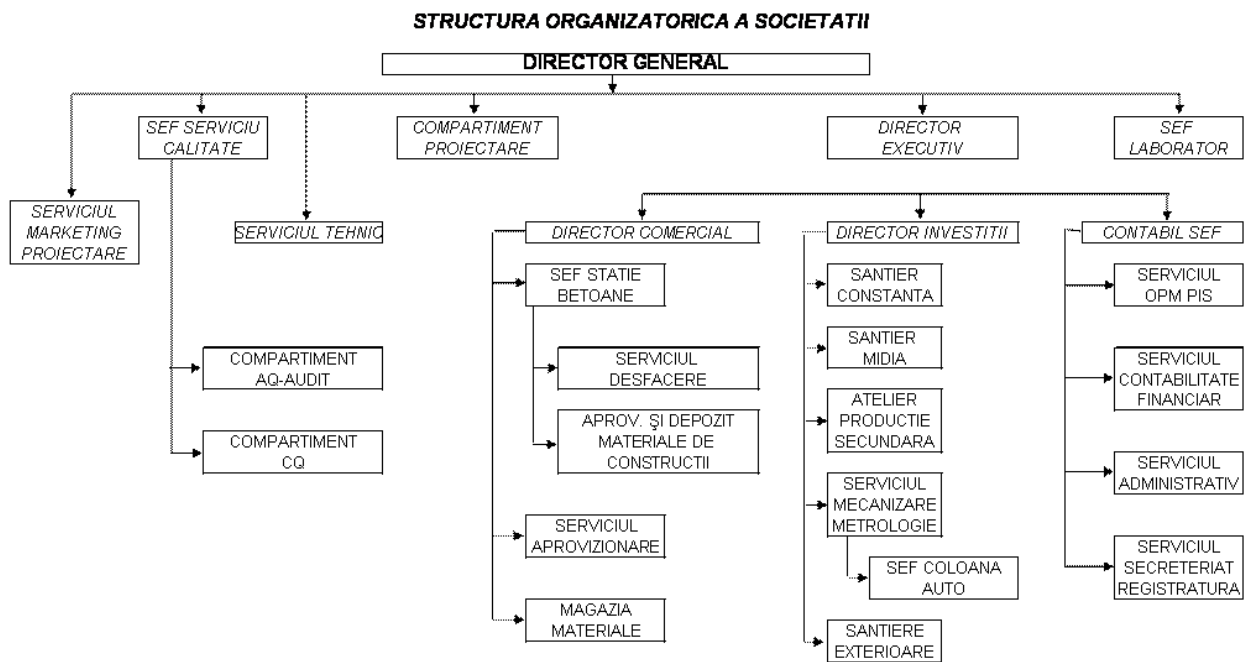 STRUCTURA ORGANIZATORICA A SOCIETATII
DIRECTOR GENERAL
SEF SERVICIU
CALITATE
COMPARTIMENT
PROIECTARE
DIRECTOR
EXECUTIV
SEF
LABORATOR
SERVICIUL
MARKETING
PROIECTARE
SERVICIUL TEHNIC
DIRECTOR COMERCIAL
DIRECTOR INVESTITII
CONTABIL SEF
COMPARTIMENT
AQ-AUDIT
COMPARTIMENT
CQ
SEF STATIE
BETOANE
SERVICIUL
DESFACERE
APROV. ŞI DEPOZIT
MATERIALE DE
CONSTRUCTII
SERVICIUL
APROVIZIONARE
MAGAZIA
MATERIALE
SANTIER
CONSTANTA
SANTIER
MIDIA
ATELIER
PRODUCTIE
SECUNDARA
SERVICIUL
MECANIZARE
METROLOGIE
SEF COLOANA
AUTO
SANTIERE
EXTERIOARE
SERVICIUL
OPM PIS
SERVICIUL
CONTABILITATE
FINANCIAR
SERVICIUL
ADMINISTRATIV
SERVICIUL
SECRETERIAT
REGISTRATURA